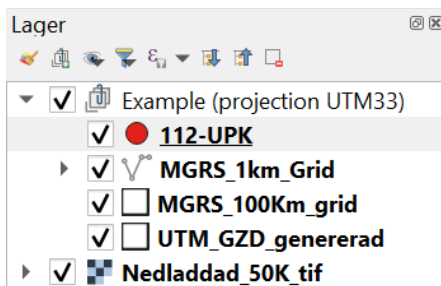 Lager
Example (projection UTM33)
112-UPK
MGRS_1km_Grid
MGRS_100Km_grid
UTM_GZD_genererad
Nedladdad_50K_tif